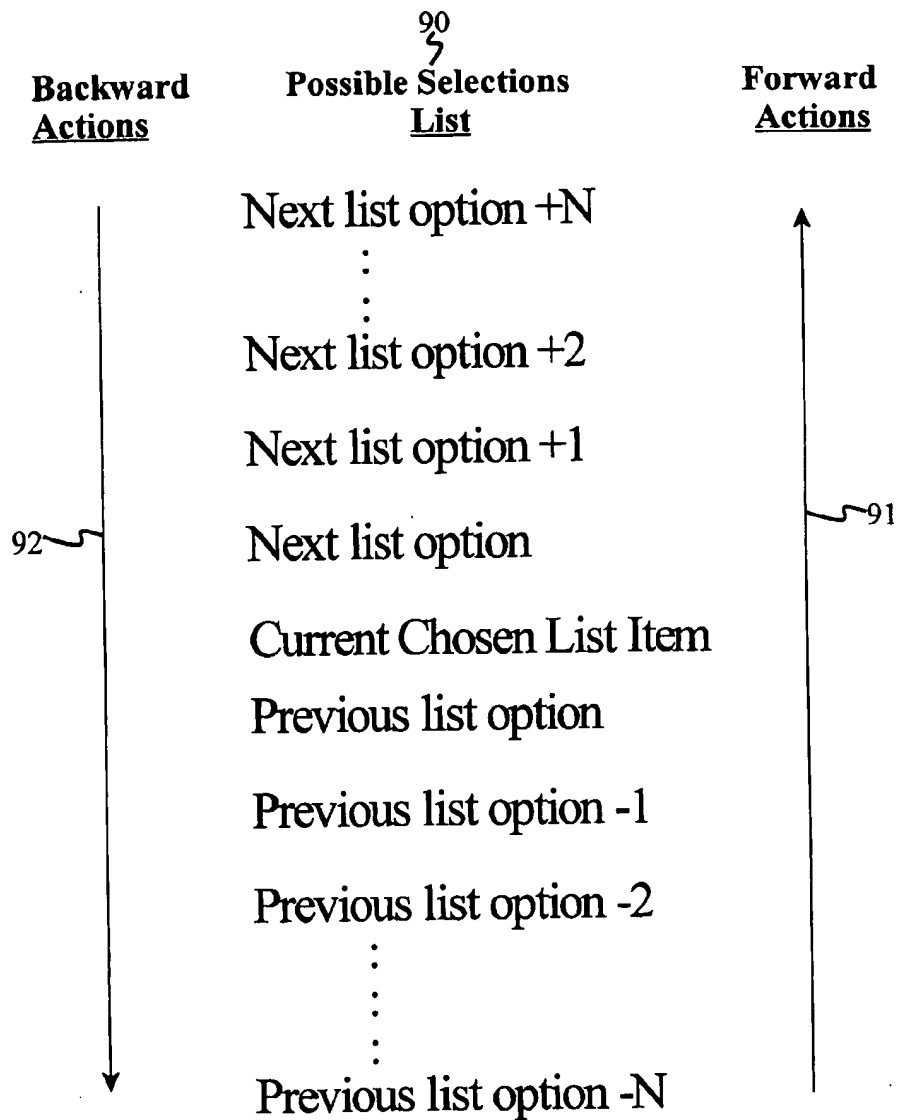 90
Backward Actions
Possible Selections List
Forward Actions
Next list option +N
Next list option +2
Next list option +1
92
Next list option
91
Current Chosen List Item
Previous list option
Previous list option -1
Previous list option -2
Previous list option -N